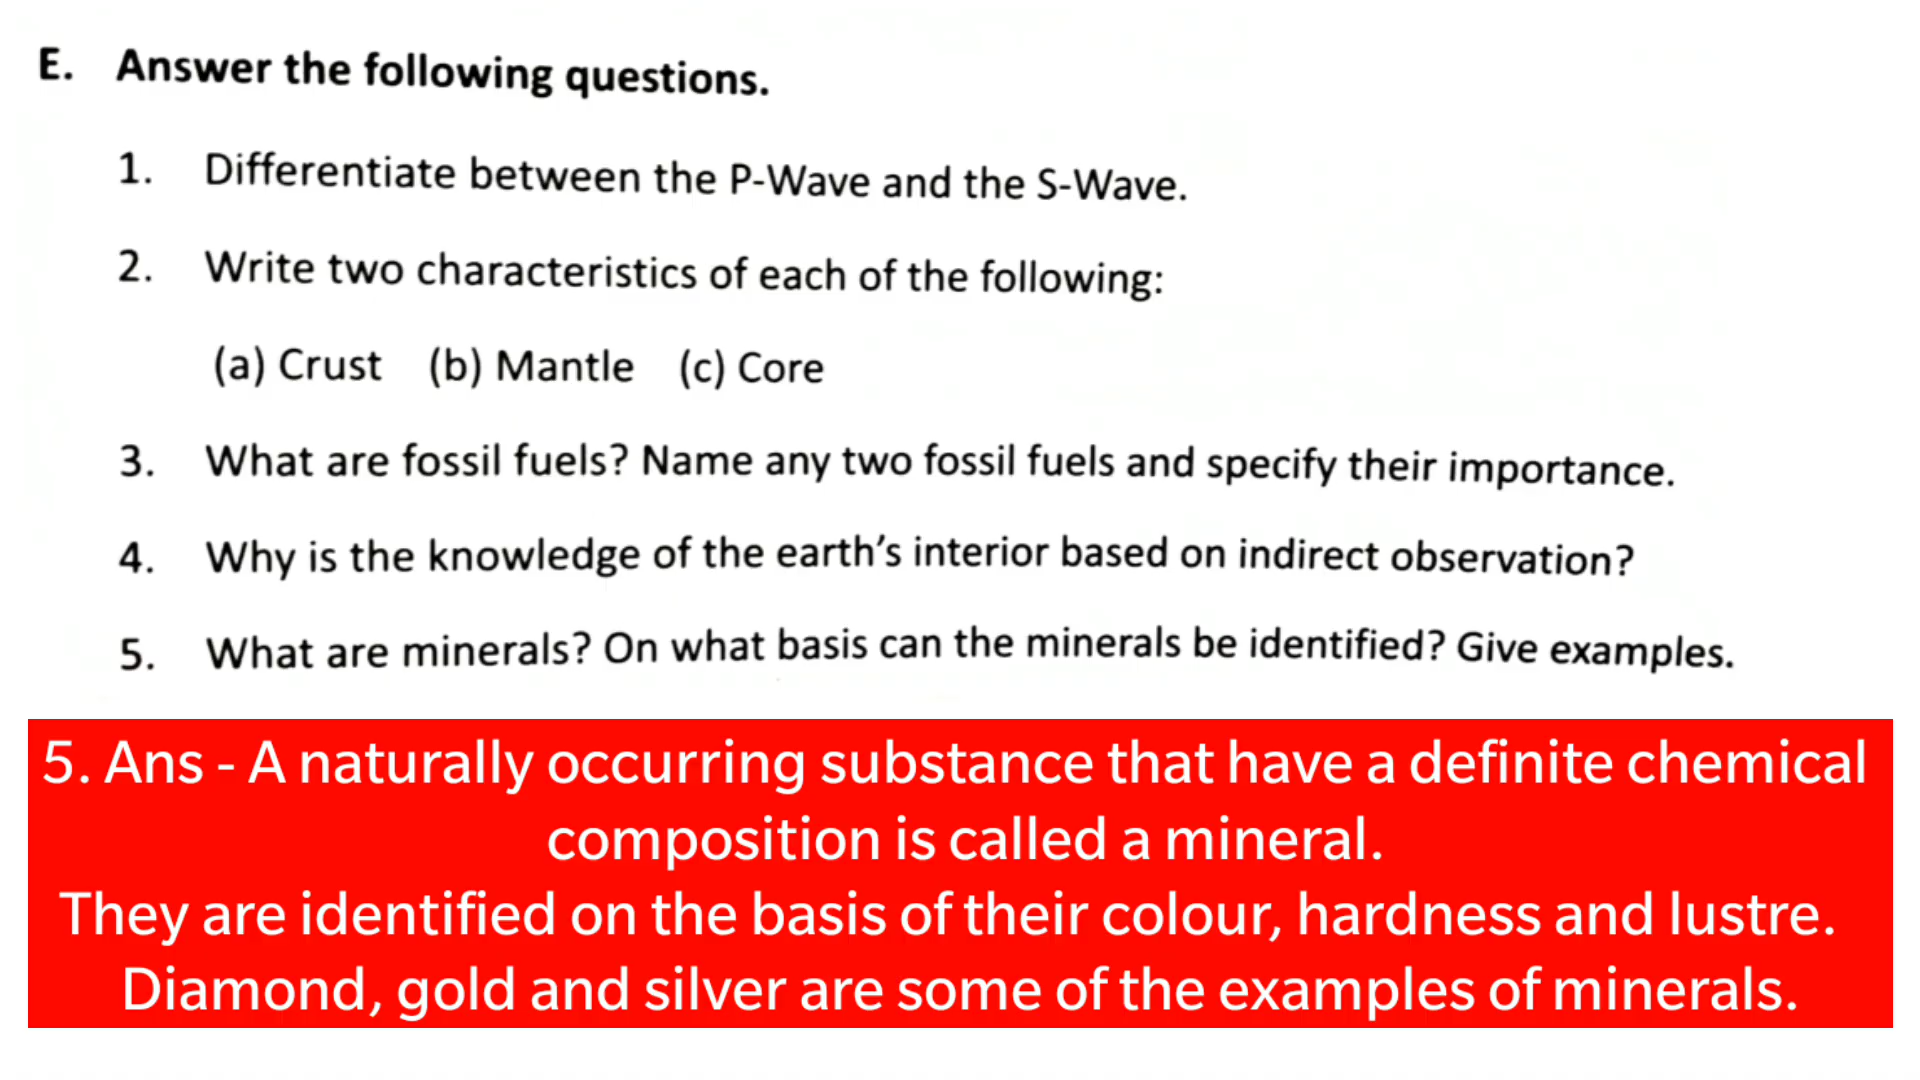 E. Answer the following questions.
1. Differentiate between the P-Wave and the S-Wave.
2. Write two characteristics of each of the following:
(a) Crust (b) Mantle (c) Core
3. What are fossil fuels? Name any two fossil fuels and specify their importance.
4. Why is the knowledge of the earth’s interior based on indirect observation?
5. What are minerals? On what basis can the minerals be identified? Give examples.
5. Ans - A naturally occurring substance that have a definite chemical
composition is called a mineral.
They are identified on the basis of their colour, hardness and lustre.
Diamond, gold and silver are some of the examples of minerals.